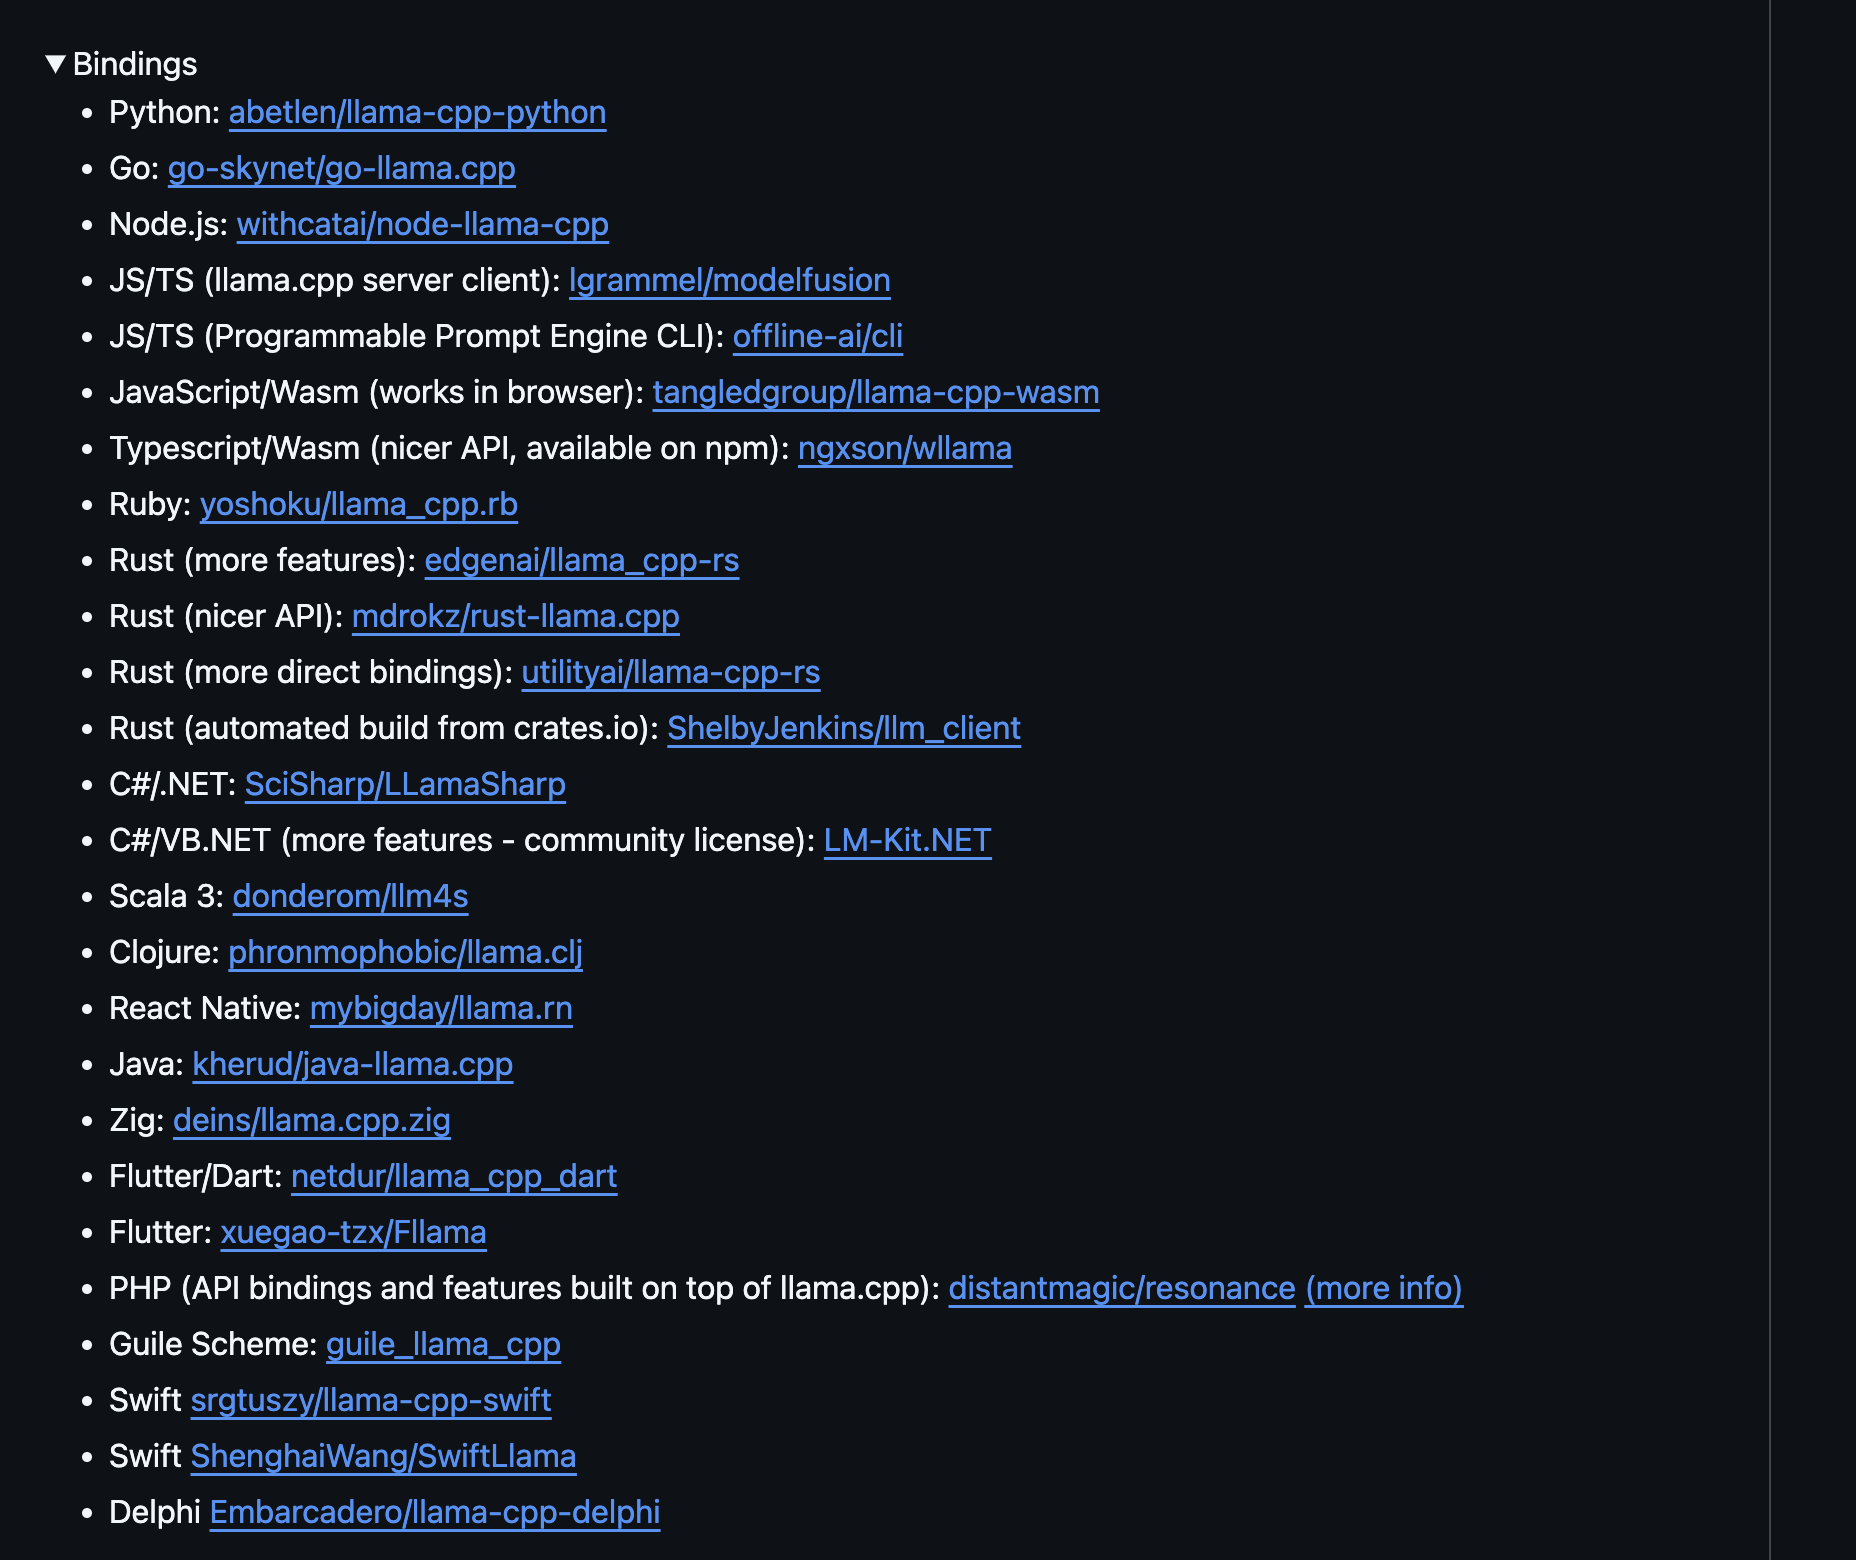 ▼ Bindings
• Python: abetlen/llama-cpp-python
• Go: go-skynet/go-llama.cpp
• Node.js: withcatai/node-llama-cpp
• JS/TS (llama.cpp server client): lgrammel/modelfusion
• JS/TS (Programmable Prompt Engine CLI): offline-ai/cli
• JavaScript/Wasm (works in browser): tangledgroup/llama-cpp-wasm
• Typescript/Wasm (nicer API, available on npm): ngxson/wllama
• Ruby: yoshoku/llama_cpp.rb
• Rust (more features): edgenai/llama_cpp-rs
• Rust (nicer API): mdrokz/rust-llama.cpp
• Rust (more direct bindings): utilityai/llama-cpp-rs
• Rust (automated build from crates.io): ShelbyJenkins/llm_client
• C#/.NET: SciSharp/LLamaSharp
• C#/VB.NET (more features - community license): LM-Kit.NET
• Scala 3: donderom/llm4s
• Clojure: phronmophobic/llama.clj
• React Native: mybigday/llama.rn
• Java: kherud/java-llama.cpp
• Zig: deins/llama.cpp.zig
• Flutter/Dart: netdur/llama_cpp_dart
• Flutter: xuegao-tzx/Fllama
• PHP (API bindings and features built on top of llama.cpp): distantmagic/resonance (more info)
• Guile Scheme: guile_llama_cpp
• Swift srgtuszy/llama-cpp-swift
• Swift ShenghaiWang/SwiftLlama
• Delphi Embarcadero/llama-cpp-delphi